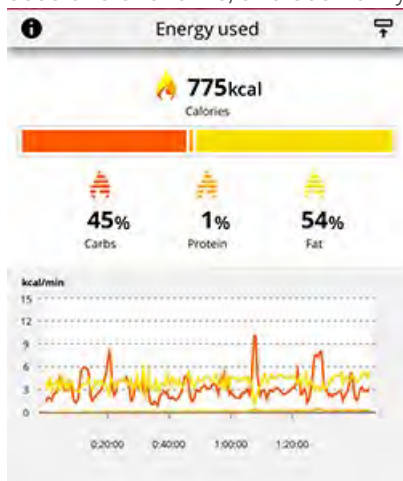 Energy used
775kcal
Calories
45% 1% 54%
Carbs Protein Fat
kcal/min
15
12
9
6
3
0
0:20:00 0:40:00 1:00:00 1:20:00